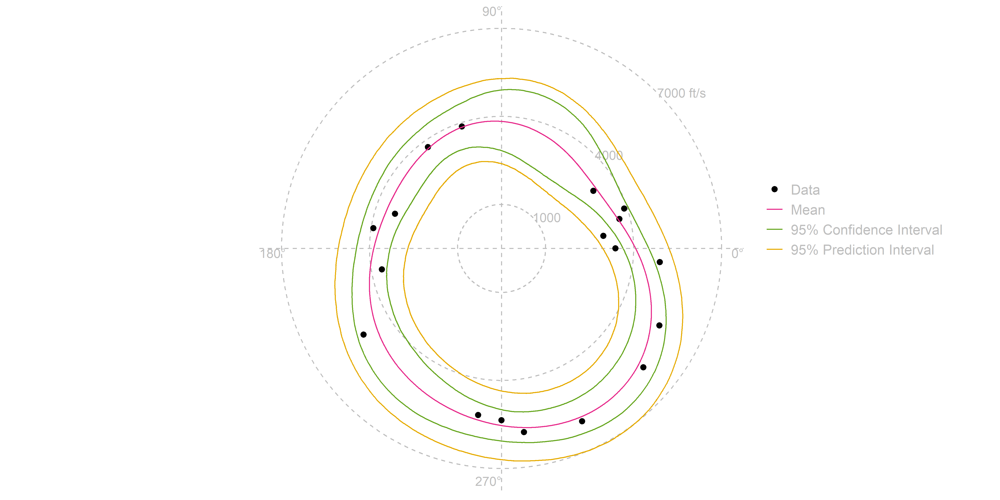 90°
7000 ft/s
4000
1000
180°
0°
270°
Data
Mean
95% Confidence Interval
95% Prediction Interval